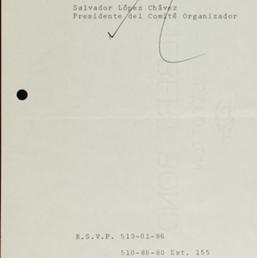 Salvador López Chávez
Presidente del Comité Organizador
R.S.V.P. 513-01-86
510-86-80 Ext. 155